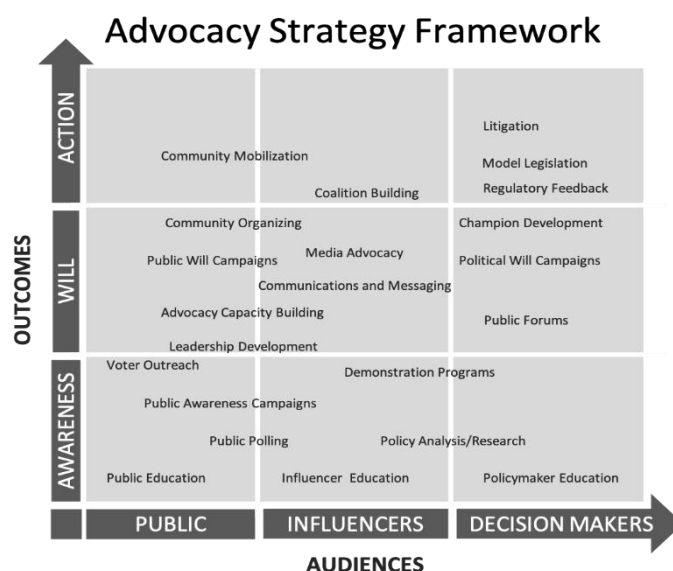 Advocacy Strategy Framework
OUTCOMES
ACTION
Litigation
Community Mobilization
Model Legislation
Coalition Building
Regulatory Feedback
WILL
Community Organizing
Champion Development
Media Advocacy
Public Will Campaigns
Political Will Campaigns
Communications and Messaging
Advocacy Capacity Building
Public Forums
Leadership Development
AWARENESS
Voter Outreach
Demonstration Programs
Public Awareness Campaigns
Public Polling
Policy Analysis/Research
Public Education
Influencer Education
Policymaker Education
PUBLIC
INFLUENCERS
DECISION MAKERS
AUDIENCES